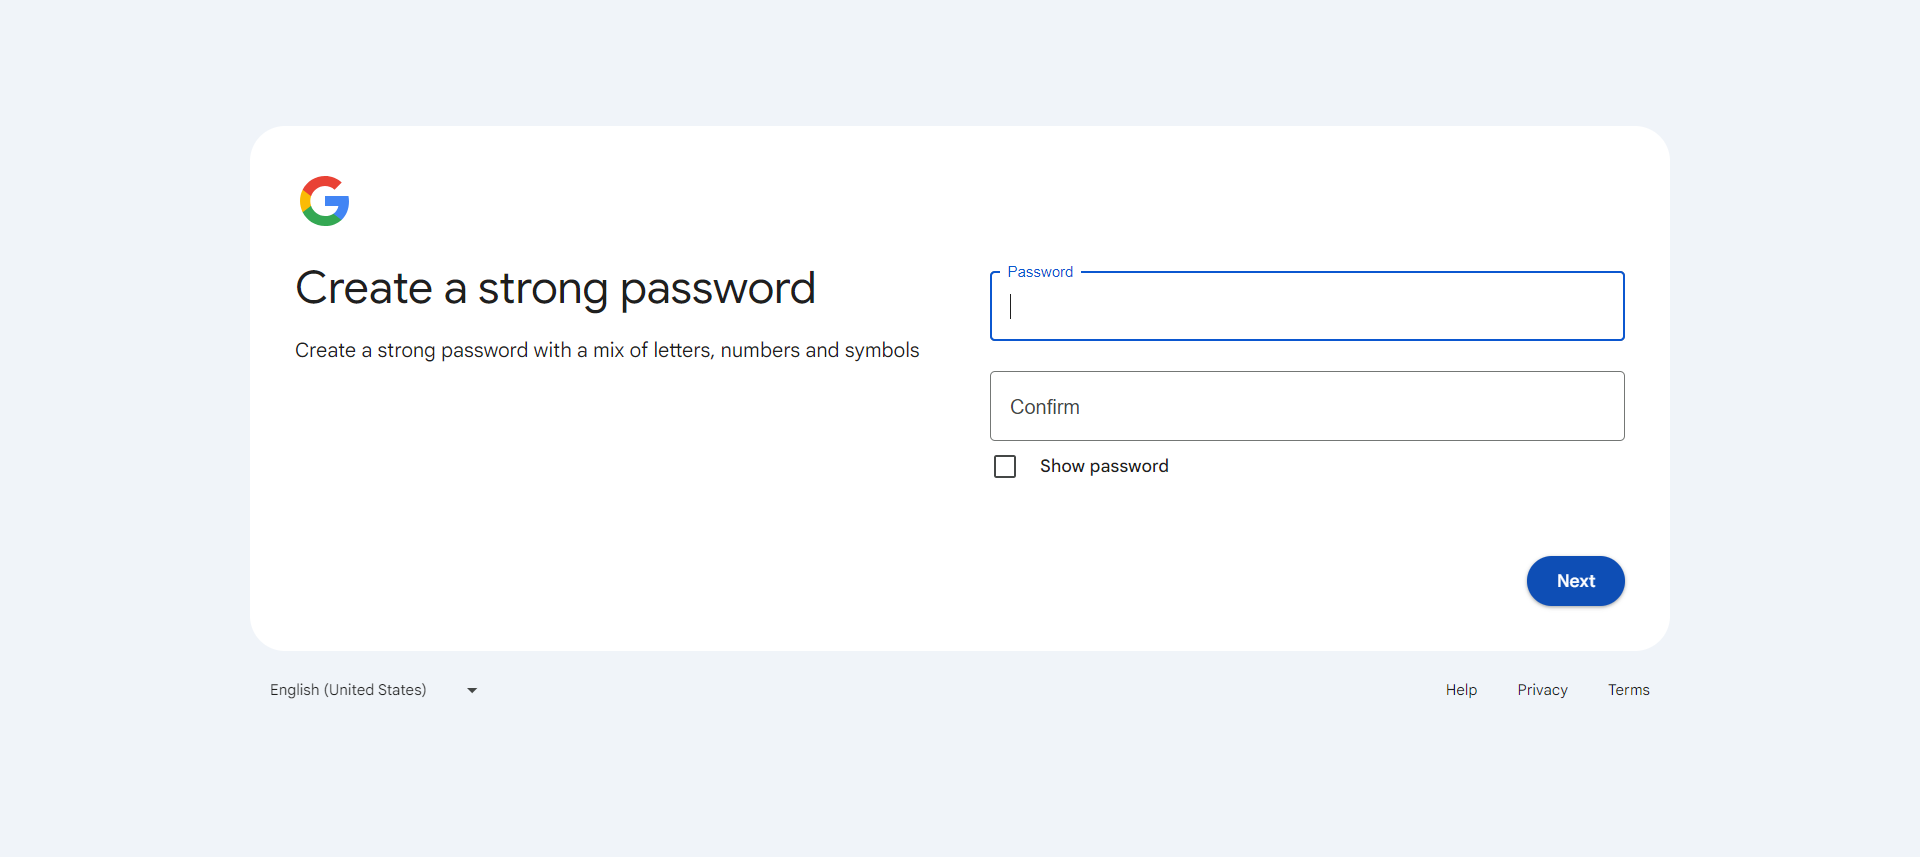 Create a strong password
Create a strong password with a mix of letters, numbers and symbols
Password
Confirm
Show password
Next
English (United States)
Help
Privacy
Terms